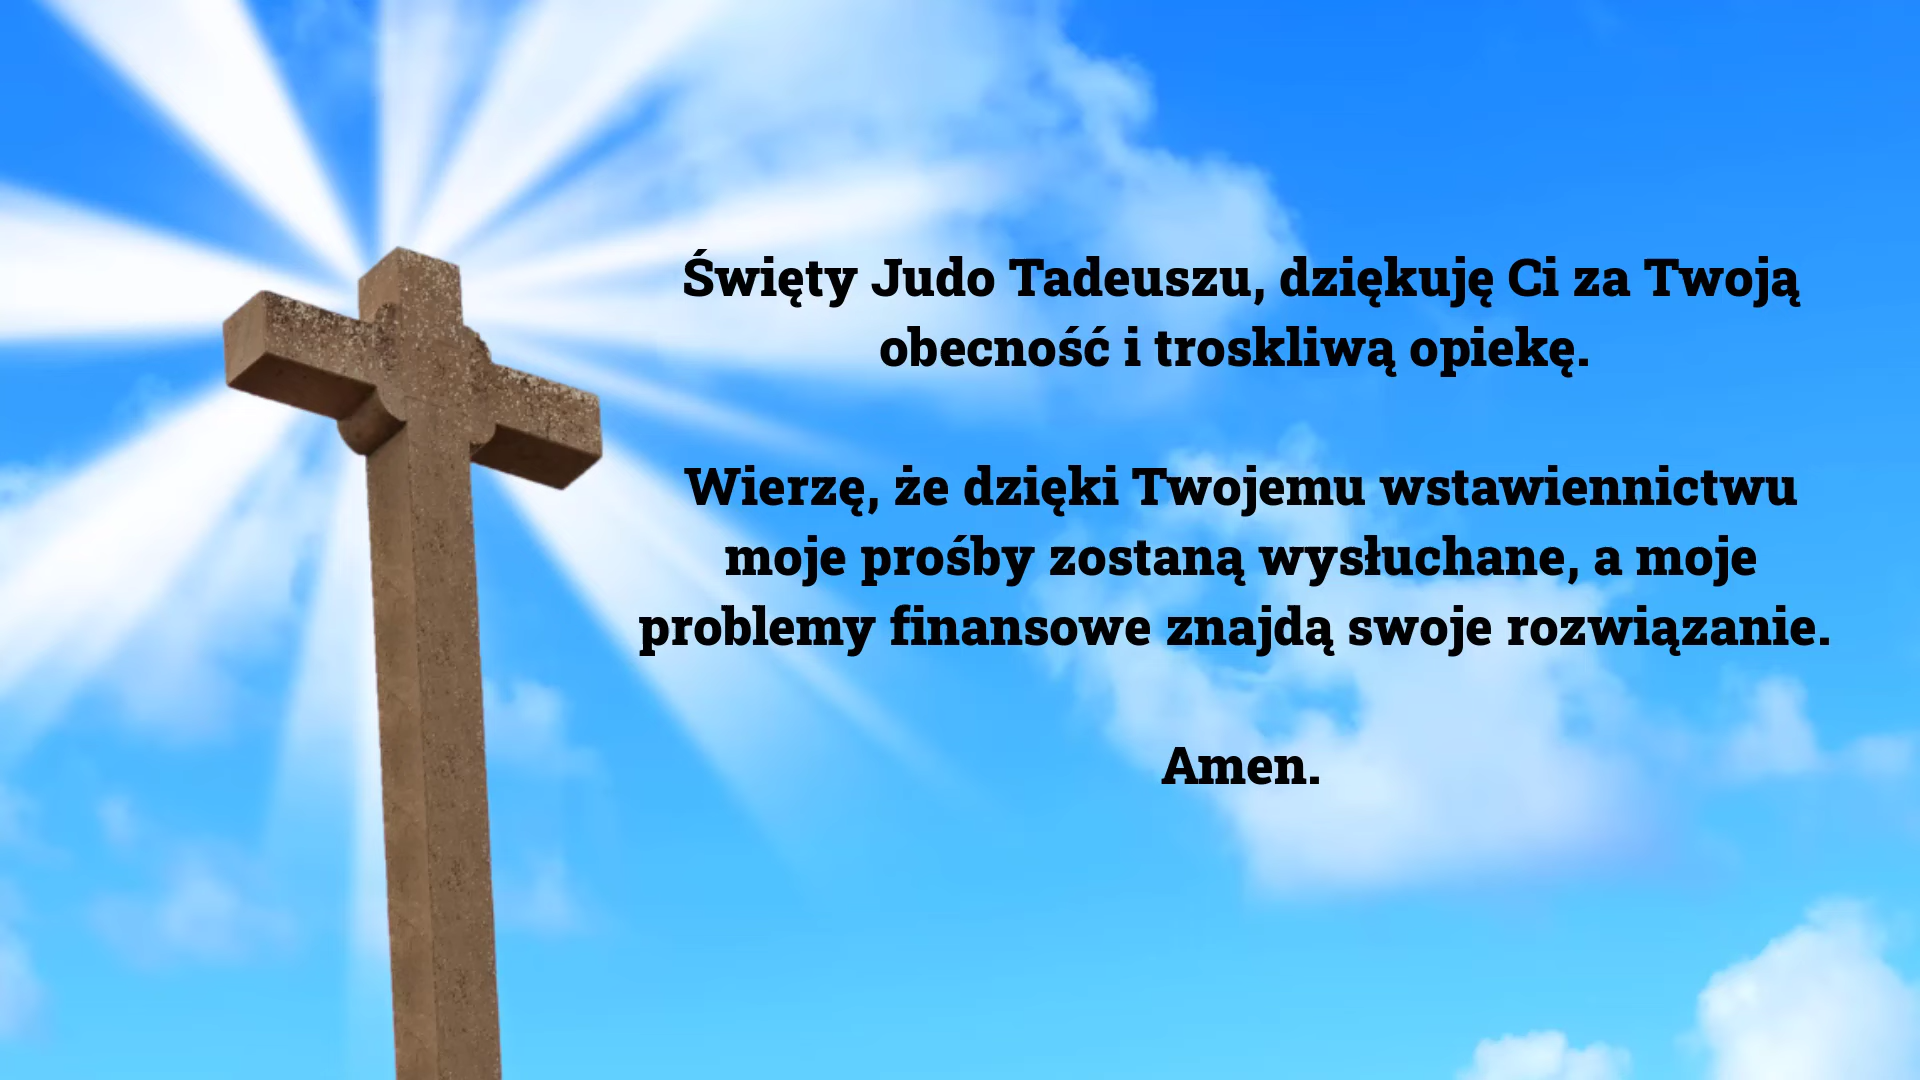 Święty Judo Tadeuszu, dziękuję Ci za Twoją
obecność i troskliwą opiekę.
Wierzę, że dzięki Twojemu wstawiennictwu
moje prośby zostaną wysłuchane, a moje
problemy finansowe znajdą swoje rozwiązanie.
Amen.